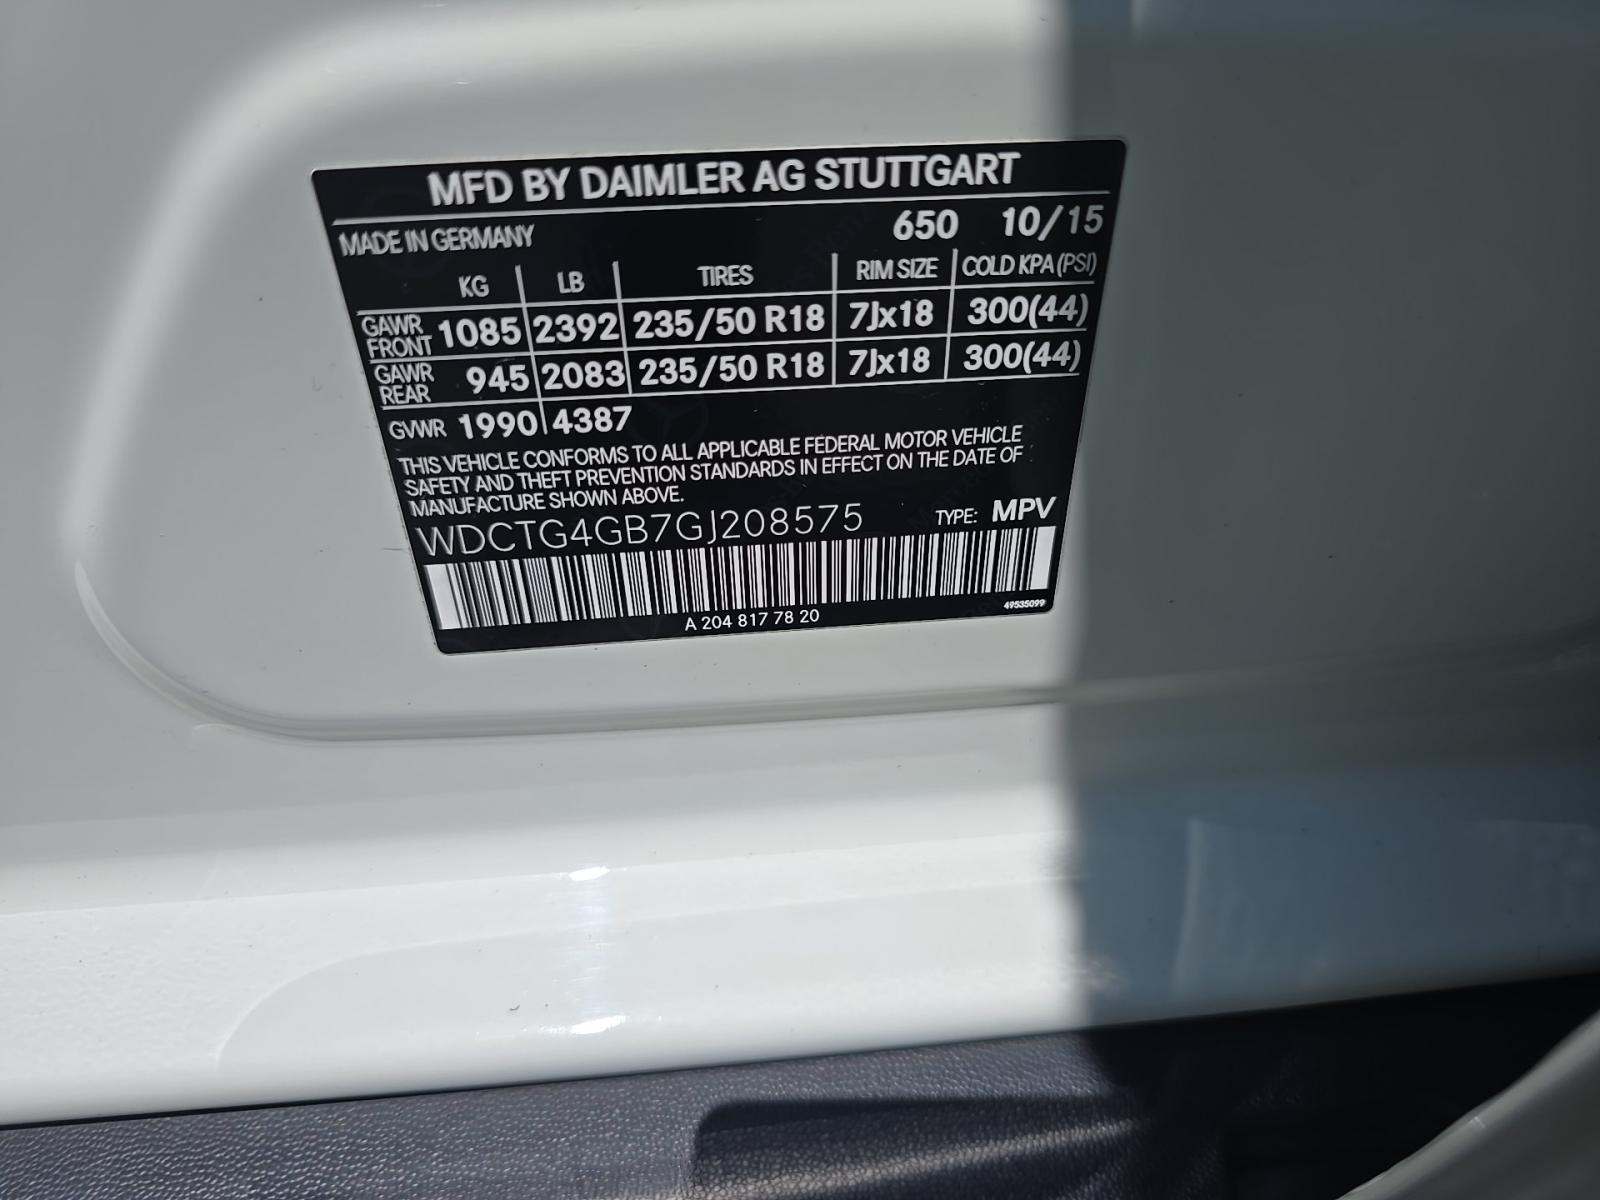 MFD BY DAIMLER AG STUTTGART
MADE IN GERMANY 650 10/15
KG LB TIRES RIM SIZE COLD KPA (PSI)
GAWR FRONT 1085 2392 235/50 R18 7Jx18 300(44)
GAWR REAR 945 2083 235/50 R18 7Jx18 300(44)
GVWR 1990 4387
THIS VEHICLE CONFORMS TO ALL APPLICABLE FEDERAL MOTOR VEHICLE
SAFETY AND THEFT PREVENTION STANDARDS IN EFFECT ON THE DATE OF
MANUFACTURE SHOWN ABOVE.
WDCTG4GB7GJ208575 TYPE: MPV
49535099
A 204 817 78 20